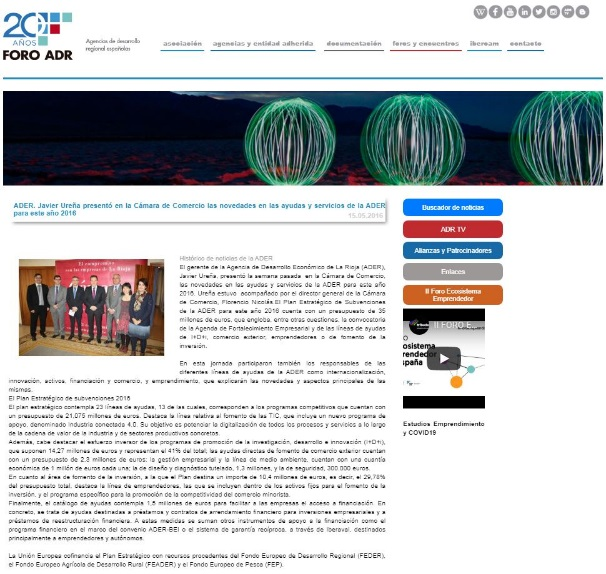 20
AÑOS
FORO ADR
Agencias de desarrollo
regional españolas
asociación
agencias y entidad adherida
documentación
foros y encuentros
ibream
contacto
ADER. Javier Ureña presentó en la Cámara de Comercio las novedades en las ayudas y servicios de la ADER
para este año 2016
15.05.2016
El compromiso
con las empresas de La Rioja
Histórico de noticias de la ADER
El gerente de la Agencia de Desarrollo Económico de La Rioja (ADER),
Javier Ureña, presentó la semana pasada, en la Cámara de Comercio,
las novedades en las ayudas y servicios de la ADER para este año
2016. Ureña estuvo acompañado por el director general de la Cámara
de Comercio, Florencio Nicolás.El Plan Estratégico de Subvenciones
de la ADER para este año 2016 cuenta con un presupuesto de 35
millones de euros, que engloba, entre otras cuestiones, la convocatoria
de la Agenda de Fortalecimiento Empresarial y de las líneas de ayudas
de I+D+i, comercio exterior, emprendedores o de fomento de la
inversión.
En esta jornada participaron también los responsables de las
diferentes líneas de ayudas de la ADER como internacionalización,
innovación, activos, financiación y comercio, y emprendimiento, que explicarán las novedades y aspectos principales de las
mismas.
El Plan Estratégico de subvenciones 2016
El plan estratégico contempla 23 líneas de ayudas, 13 de las cuales, corresponden a los programas competitivos que cuentan con
un presupuesto de 21,075 millones de euros. Destaca la línea relativa al fomento de las TIC, que incluye un nuevo programa de
apoyo, denominado Industria conectada 4.0. Su objetivo es potenciar la digitalización de todos los procesos y servicios a lo largo
de la cadena de valor de la industria y de sectores productivos concretos.
Además, cabe destacar el esfuerzo inversor de los programas de promoción de la investigación, desarrollo e innovación (I+D+i),
que suponen 14,27 millones de euros y representan el 41% del total; las ayudas directas de fomento de comercio exterior cuentan
con un presupuesto de 2,3 millones de euros; la gestión empresarial y la línea de medio ambiente, cuentan con una cuantía
económica de 1 millón de euros cada una; la de diseño y diagnóstico tutelado, 1,3 millones, y la de seguridad, 300.000 euros.
En cuanto al área de fomento de la inversión, a la que el Plan destina un importe de 10,4 millones de euros, es decir, el 29,78%
del presupuesto total, destaca la línea de emprendedores, las que se incluyen dentro de los activos fijos para el fomento de la
inversión, y el programa específico para la promoción de la competitividad del comercio minorista.
Finalmente, el catálogo de ayudas contempla 1,5 millones de euros para facilitar a las empresas el acceso a financiación. En
concreto, se trata de ayudas destinadas a préstamos y contratos de arrendamiento financiero para inversiones empresariales y a
préstamos de reestructuración financiera. A estas medidas se suman otros instrumentos de apoyo a la financiación como el
programa financiero en el marco del convenio ADER-BEI o el sistema de garantía recíproca, a través de Iberaval, destinados
principalmente a emprendedores y autónomos.
La Unión Europea cofinancia el Plan Estratégico con recursos procedentes del Fondo Europeo de Desarrollo Regional (FEDER),
el Fondo Europeo Agrícola de Desarrollo Rural (FEADER) y el Fondo Europeo de Pesca (FEP).
Buscador de noticias
ADR TV
Alianzas y Patrocinadores
Enlaces
II Foro Ecosistema
Emprendedor
II FORO E...
Estudios Emprendimiento
y COVID19